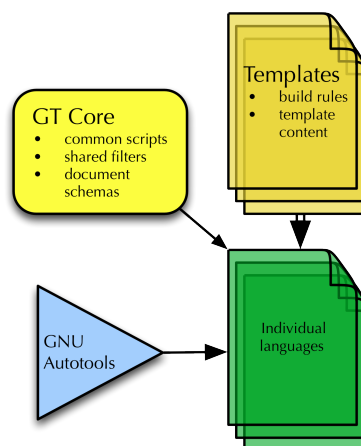 Templates
• build rules
• template
content
GT Core
• common scripts
• shared filters
• document
schemas
Individual
languages
GNU
Autotools